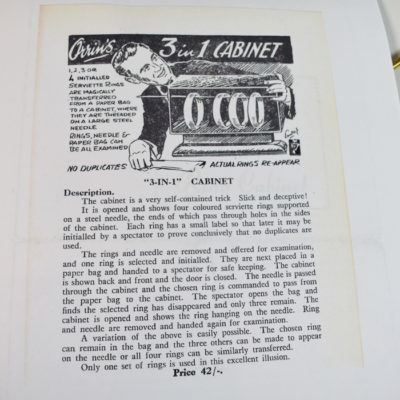 Orrin's 3 in 1 CABINET
1, 2, 3 OR
4 INITIALLED
SERVIETTE RINGS
ARE MAGICALLY
TRANSFERRED
FROM A PAPER BAG
TO A CABINET, WHERE
THEY ARE THREADED
ON A LARGE STEEL
NEEDLE.
RINGS, NEEDLE &
PAPER BAG CAN
BE ALL EXAMINED
NO DUPLICATES
ACTUAL RINGS RE-APPEAR
"3-IN-1" CABINET
Description.
The cabinet is a very self-contained trick Slick and deceptive!
It is opened and shows four coloured serviette rings supported
on a steel needle, the ends of which pass through holes in the sides
of the cabinet. Each ring has a small label so that later it may be
initialled by a spectator to prove conclusively that no duplicates are
used.
The rings and needle are removed and offered for examination,
and one ring is selected and initialled. They are next placed in a
paper bag and handed to a spectator for safe keeping. The cabinet
is shown back and front and the door is closed. The needle is passed
through the cabinet and the chosen ring is commanded to pass from
the paper bag to the cabinet. The spectator opens the bag and
finds the selected ring has disappeared and only three remain. The
cabinet is opened and shows the ring hanging on the needle. Ring
and needle are removed and handed again for examination.
A variation of the above is easily possible. The chosen ring
can remain in the bag and the three others can be made to appear
on the needle or all four rings can be similarly transferred.
Only one set of rings is used in this excellent illusion.
Price 42/-.